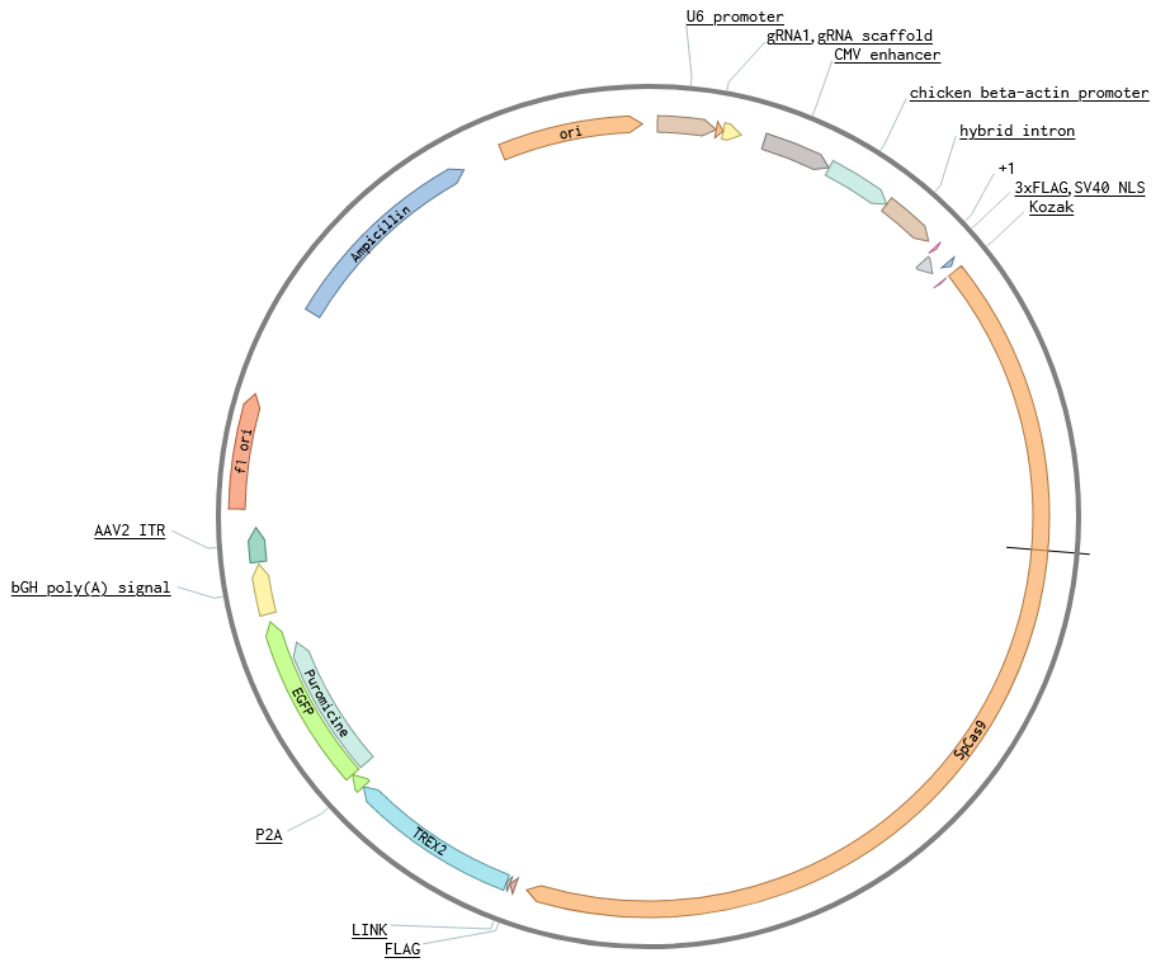 U6 promoter
gRNA1, gRNA scaffold
CMV enhancer
chicken beta-actin promoter
hybrid intron
+1
3xFLAG, SV40 NLS
Kozak
ori
Ampicillin
f1 ori
AAV2 ITR
bGH poly(A) signal
Puromicine
EGFP
SpCas9
P2A
TREX2
LINK
FLAG